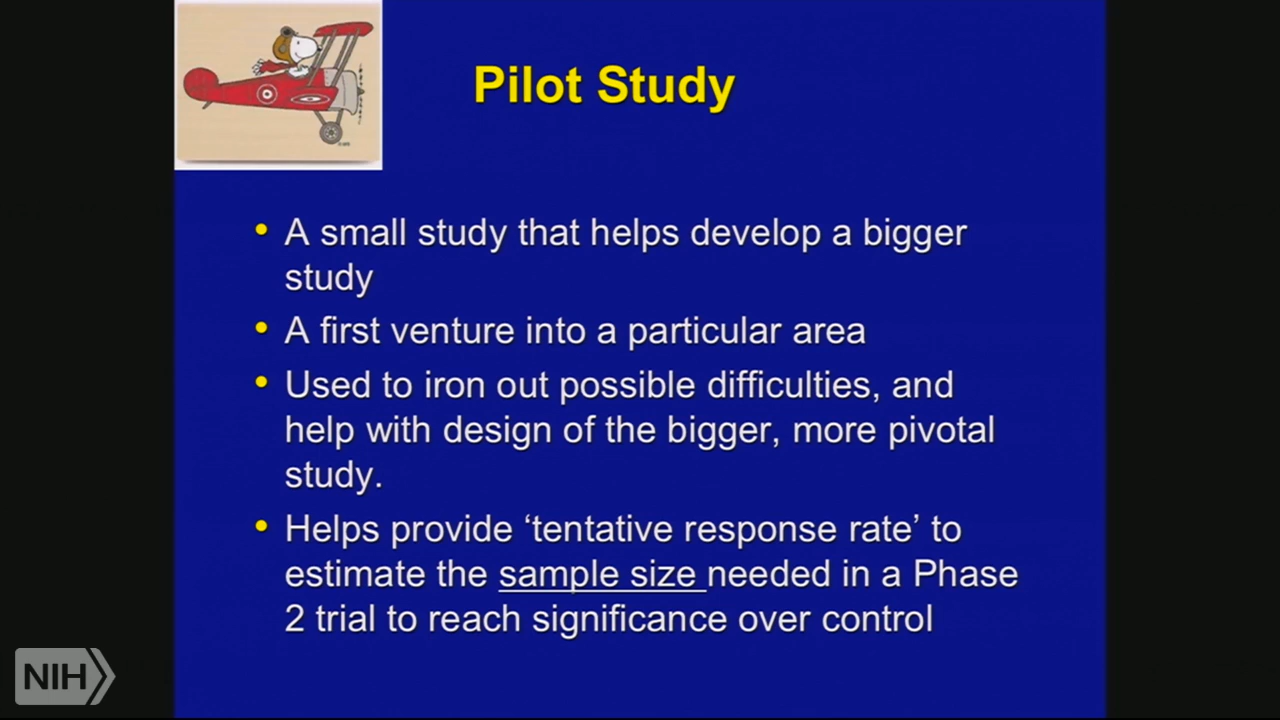 Pilot Study
• A small study that helps develop a bigger
study
• A first venture into a particular area
• Used to iron out possible difficulties, and
help with design of the bigger, more pivotal
study.
• Helps provide ‘tentative response rate’ to
estimate the sample size needed in a Phase
2 trial to reach significance over control
NIH